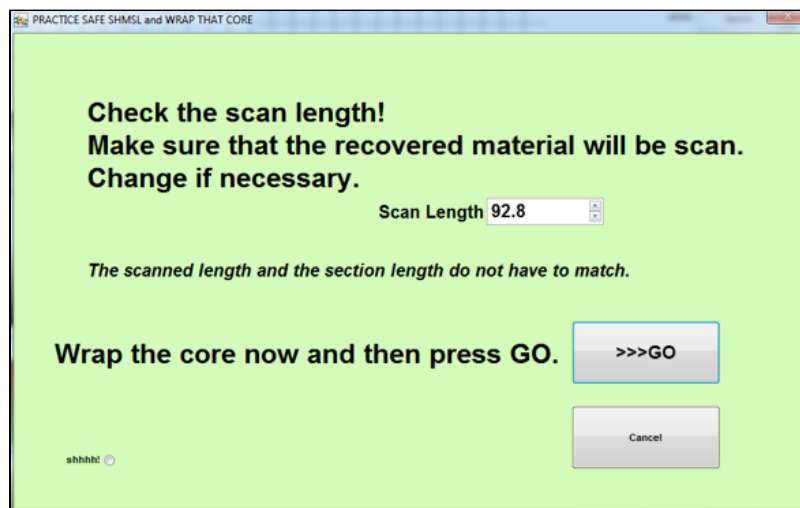 PRACTICE SAFE SHMSL and WRAP THAT CORE
Check the scan length!
Make sure that the recovered material will be scan.
Change if necessary.
Scan Length 92.8
The scanned length and the section length do not have to match.
Wrap the core now and then press GO.
>>>GO
Cancel
shhhh!